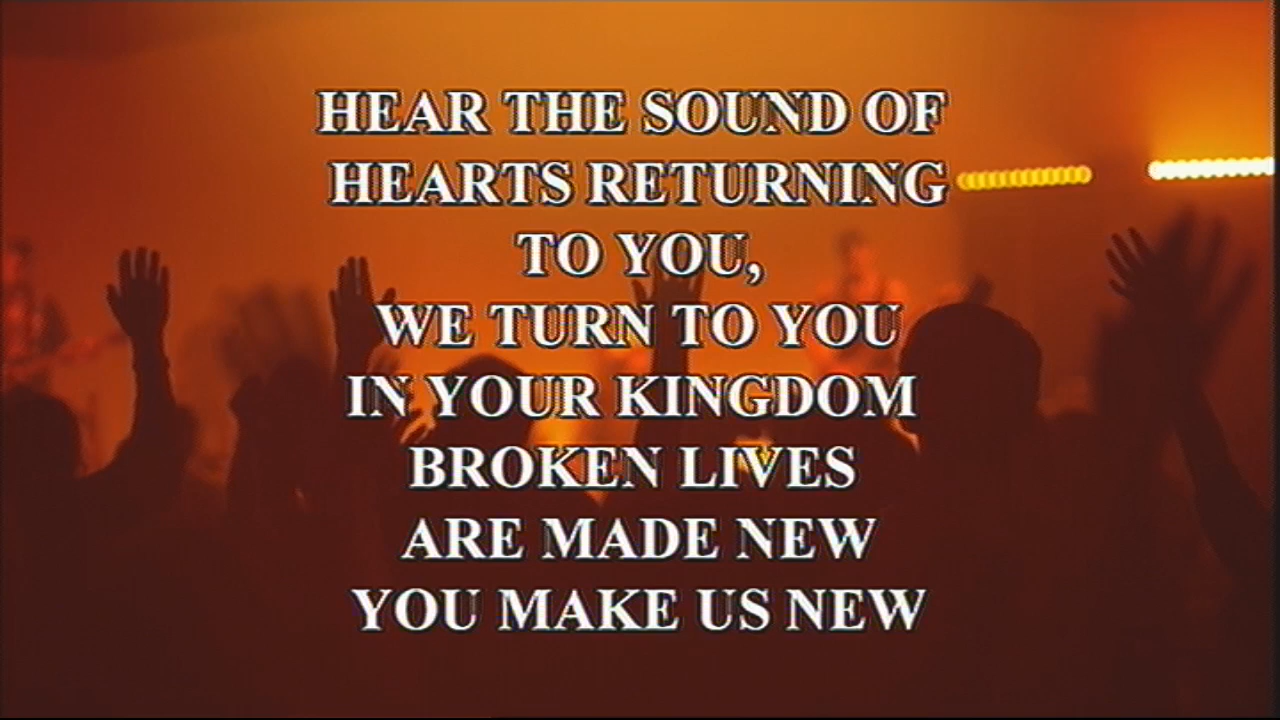 HEAR THE SOUND OF
HEARTS RETURNING
TO YOU,
WE TURN TO YOU
IN YOUR KINGDOM
BROKEN LIVES
ARE MADE NEW
YOU MAKE US NEW